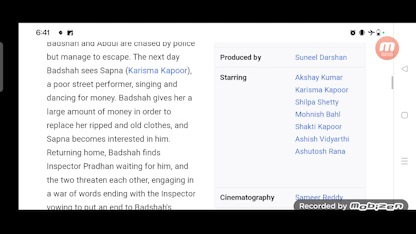 6:41
Badshah and Abdul are chased by police
but manage to escape. The next day
Badshah sees Sapna (Karisma Kapoor),
a poor street performer, singing and
dancing for money. Badshah gives her a
large amount of money in order to
replace her ripped and old clothes, and
Sapna becomes interested in him.
Returning home, Badshah finds
Inspector Pradhan waiting for him, and
the two threaten each other, engaging in
a war of words ending with the Inspector
vowing to put an end to Badshah's
Produced by Suneel Darshan
Starring Akshay Kumar
Karisma Kapoor
Shilpa Shetty
Mohnish Bahl
Shakti Kapoor
Ashish Vidyarthi
Ashutosh Rana
Cinematography Sameer Reddy
Recorded by Mobizen